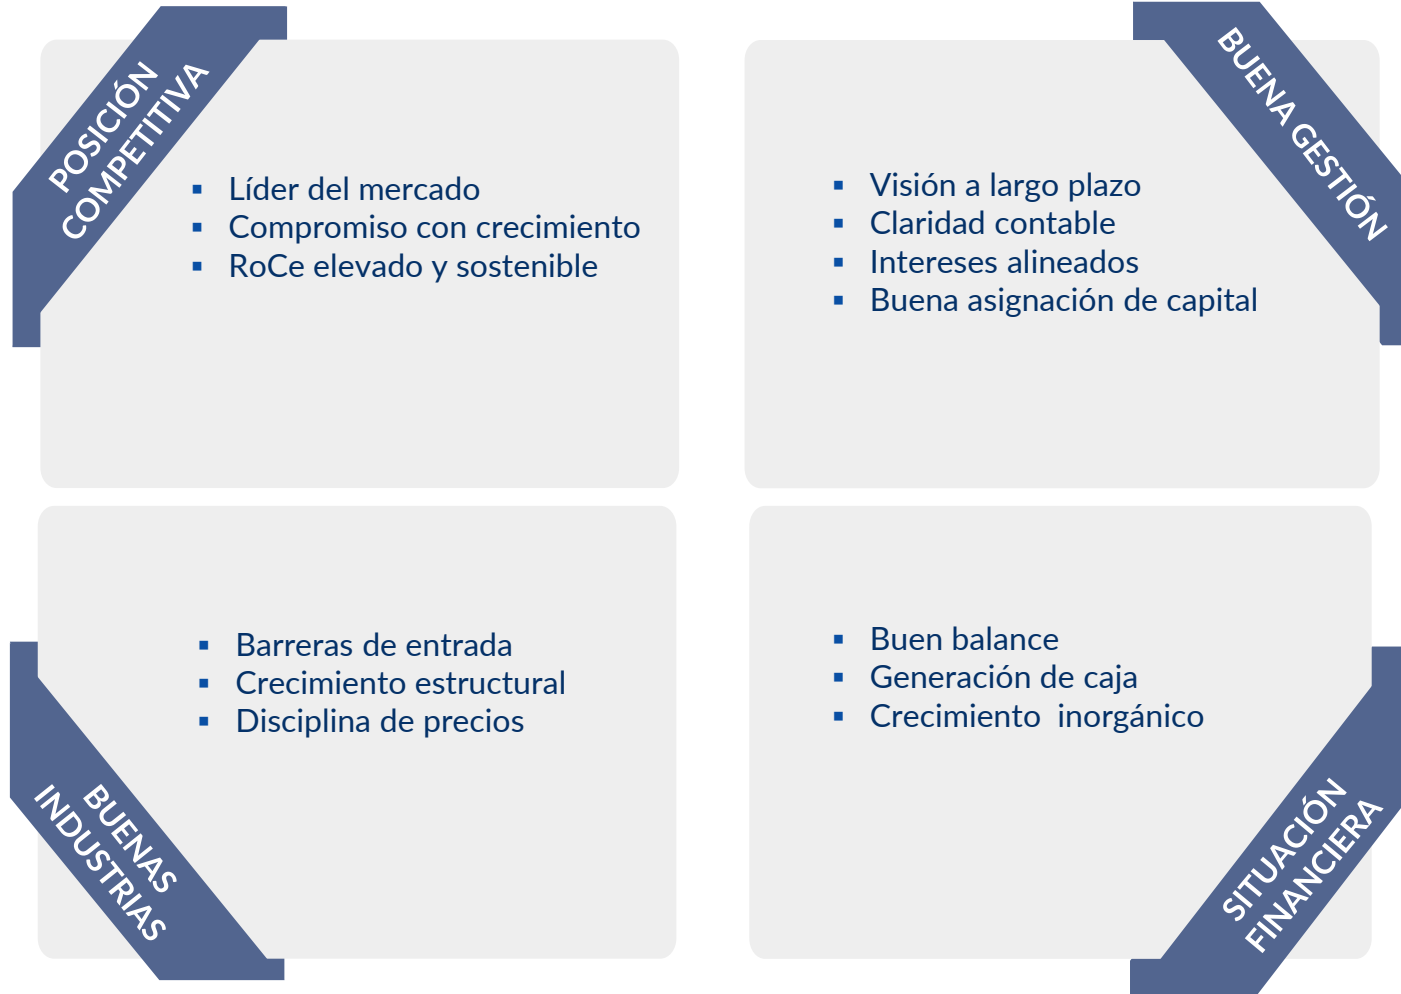 POSICIÓN
COMPETITIVA
Líder del mercado
Compromiso con crecimiento
RoCe elevado y sostenible
BUENA GESTIÓN
Visión a largo plazo
Claridad contable
Intereses alineados
Buena asignación de capital
BUENAS
INDUSTRIAS
Barreras de entrada
Crecimiento estructural
Disciplina de precios
SITUACIÓN
FINANCIERA
Buen balance
Generación de caja
Crecimiento  inorgánico